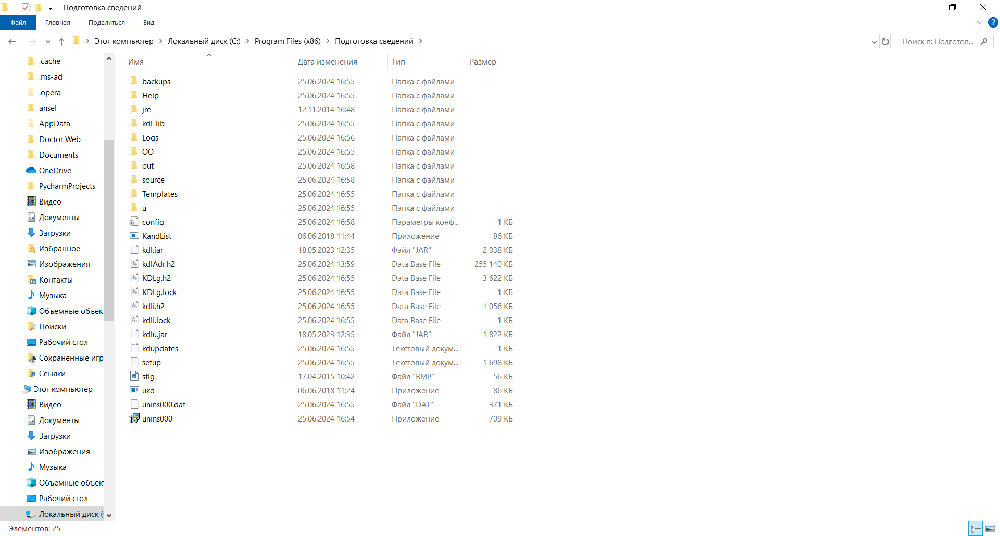 Подготовка сведений
Файл Главная Поделиться Вид
Этот компьютер Локальный диск (C:) Program Files (x86) Подготовка сведений Поиск в: Подготов...
.cache
.ms-ad
.opera
ansel
AppData
Doctor Web
Documents
OneDrive
PycharmProjects
Видео
Документы
Загрузки
Избранное
Изображения
Контакты
Музыка
Объемные объект
Поиски
Рабочий стол
Сохраненные игр
Ссылки
Этот компьютер
Видео
Документы
Загрузки
Изображения
Музыка
Объемные объект
Рабочий стол
Локальный диск (
Имя Дата изменения Тип Размер
backups 25.06.2024 16:55 Папка с файлами
Help 25.06.2024 16:55 Папка с файлами
jre 12.11.2014 16:48 Папка с файлами
kdl_lib 25.06.2024 16:55 Папка с файлами
Logs 25.06.2024 16:56 Папка с файлами
OO 25.06.2024 16:55 Папка с файлами
out 25.06.2024 16:58 Папка с файлами
source 25.06.2024 16:58 Папка с файлами
Templates 25.06.2024 16:55 Папка с файлами
u 25.06.2024 16:55 Папка с файлами
config 25.06.2024 16:58 Параметры конф... 1 КБ
KandList 06.06.2018 11:44 Приложение 86 КБ
kdl.jar 18.05.2023 12:35 Файл "JAR" 2 038 КБ
kdlAdr.h2 25.06.2024 13:59 Data Base File 255 140 КБ
KDLg.h2 25.06.2024 16:55 Data Base File 3 622 КБ
KDLg.lock 25.06.2024 16:55 Data Base File 1 КБ
kdli.h2 25.06.2024 16:55 Data Base File 1 056 КБ
kdli.lock 25.06.2024 16:55 Data Base File 1 КБ
kdlu.jar 18.05.2023 12:35 Файл "JAR" 1 822 КБ
kdupdates 25.06.2024 16:55 Текстовый докум... 1 КБ
setup 25.06.2024 16:55 Текстовый докум... 1 698 КБ
stlg 17.04.2015 10:42 Файл "BMP" 56 КБ
ukd 06.06.2018 11:24 Приложение 86 КБ
unins000.dat 25.06.2024 16:55 Файл "DAT" 371 КБ
unins000 25.06.2024 16:54 Приложение 709 КБ
Элементов: 25